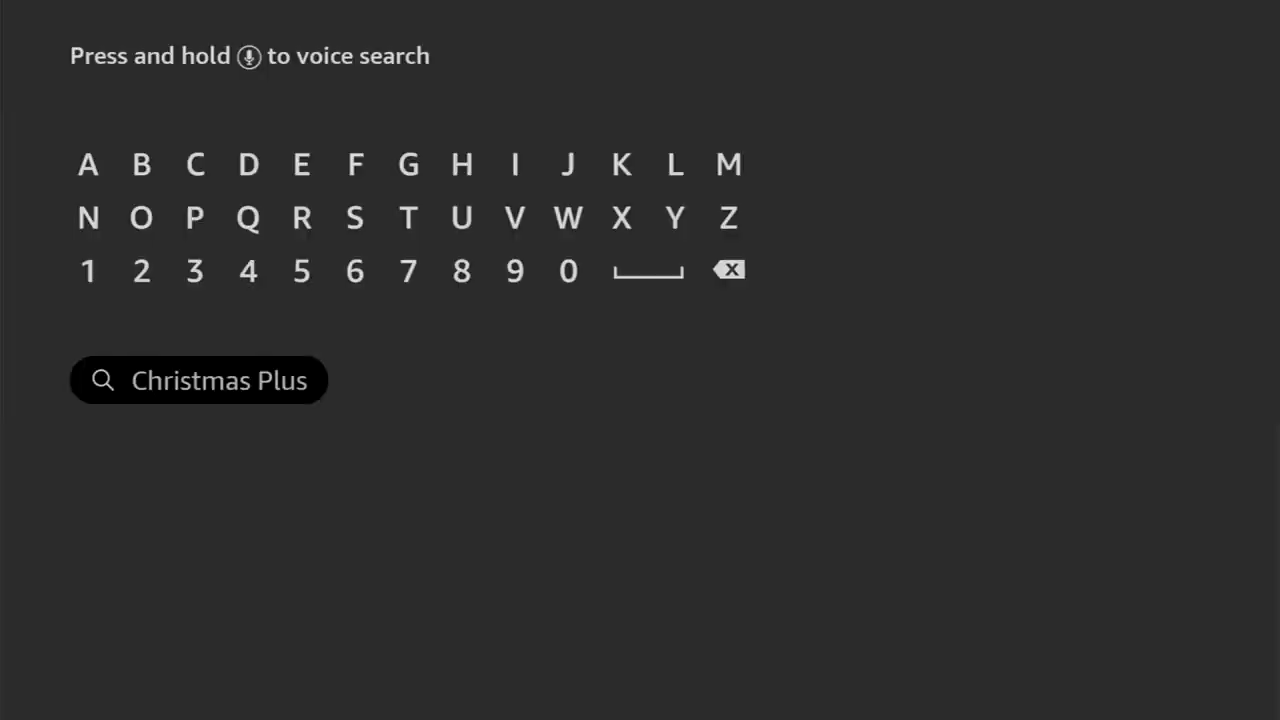 Press and hold to voice search
A B C D E F G H I J K L M
N O P Q R S T U V W X Y Z
1 2 3 4 5 6 7 8 9 0
Christmas Plus